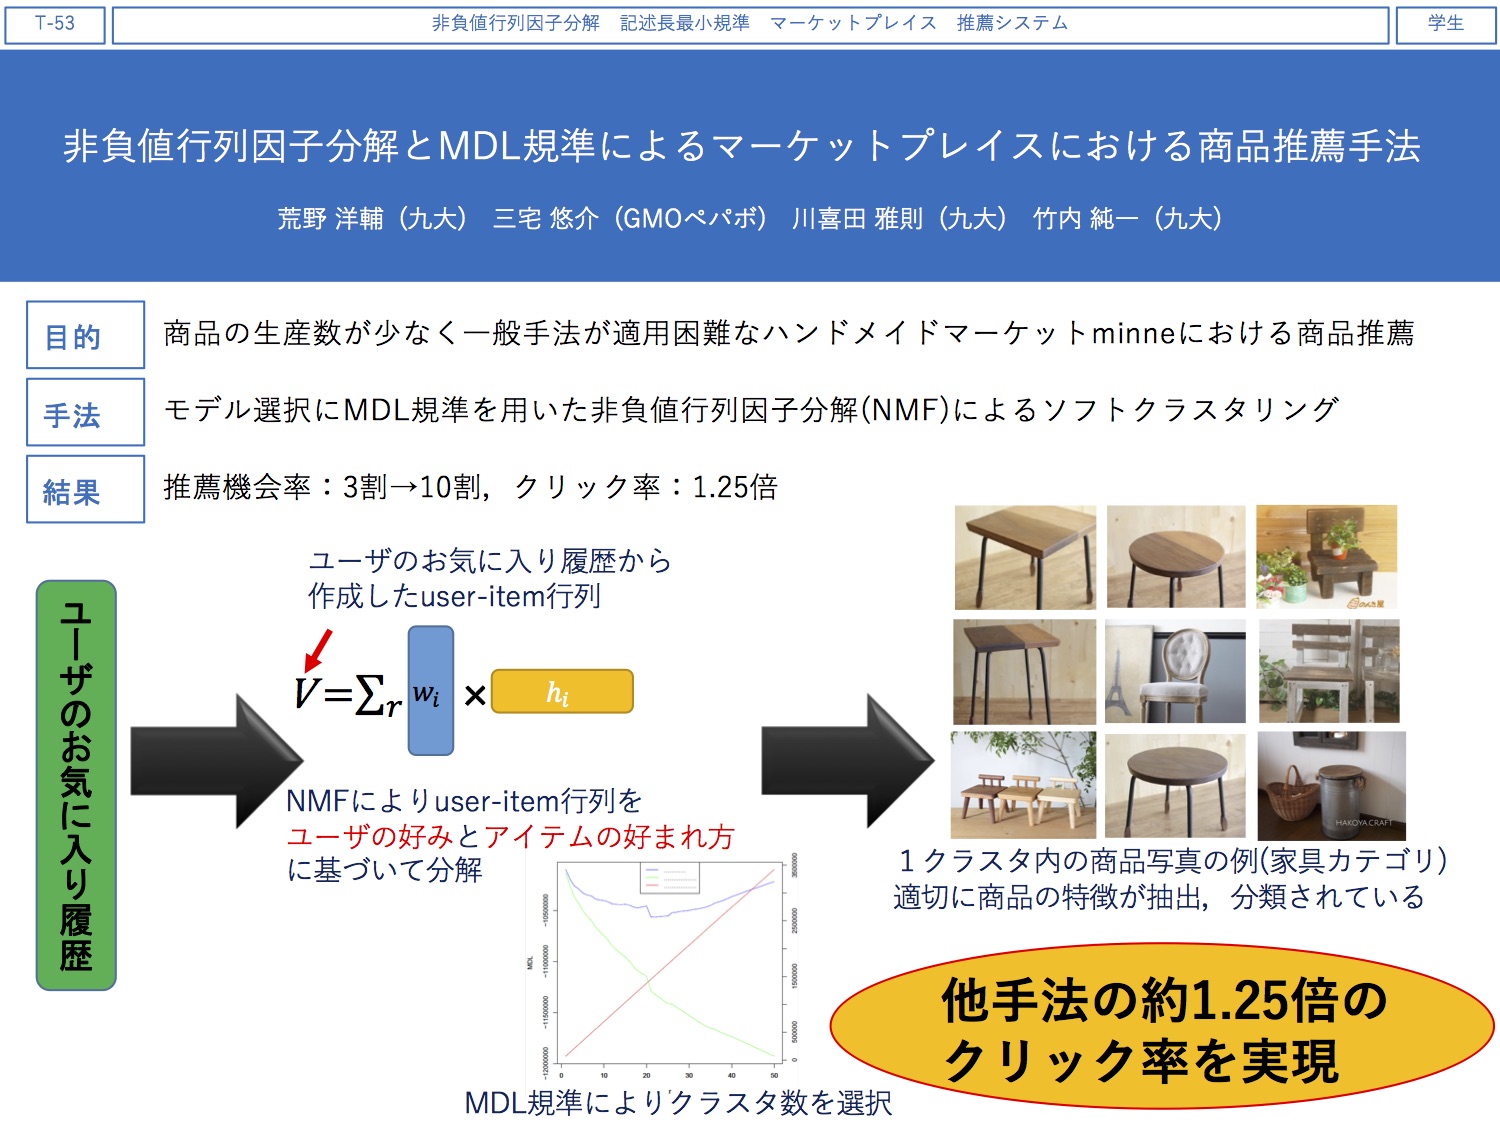 T-53
非負値行列因子分解　記述長最小規準　マーケットプレイス　推薦システム
学生
非負値行列因子分解とMDL規準によるマーケットプレイスにおける商品推薦手法
荒野 洋輔（九大）　三宅 悠介（GMOペパボ）　川喜田 雅則（九大）　竹内 純一（九大）
目的
商品の生産数が少なく一般手法が適用困難なハンドメイドマーケットminneにおける商品推薦
手法
モデル選択にMDL規準を用いた非負値行列因子分解(NMF)によるソフトクラスタリング
結果
推薦機会率：3割→10割，クリック率：1.25倍
ユーザのお気に入り履歴
ユーザのお気に入り履歴から
作成したuser-item行列
V=∑r wi × hi
NMFによりuser-item行列を
ユーザの好みとアイテムの好まれ方
に基づいて分解
MDL
-10500000
-11000000
-11500000
-12000000
3500000
2500000
1500000
500000
0
0 10 20 30 40 50
MDL規準によりクラスタ数を選択
HAKOYA.CRAFT
１クラスタ内の商品写真の例(家具カテゴリ)
適切に商品の特徴が抽出，分類されている
他手法の約1.25倍の
クリック率を実現